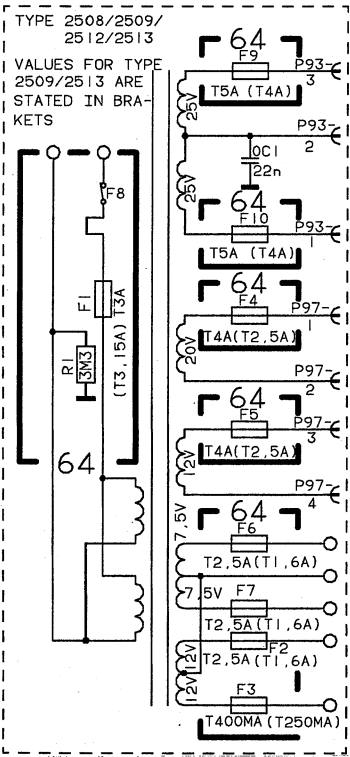 TYPE 2508/2509/
2512/2513
VALUES FOR TYPE
2509/2513 ARE
STATED IN BRA-
KETS
64
F9
P93-
3
T5A (T4A)
25V
P93-
2
0C1
22n
25V
64
F10
P93-
1
T5A (T4A)
F8
F1
T3A
(T3,15A)
R1
3M3
64
64
F4
P97-
1
T4A(T2,5A)
20V
P97-
2
64
F5
P97-
3
T4A(T2,5A)
12V
P97-
4
64
7,5V
F6
T2,5A(T1,6A)
7,5V
F7
T2,5A(T1,6A)
F2
12V
T2,5A(T1,6A)
12V
F3
T400MA(T250MA)